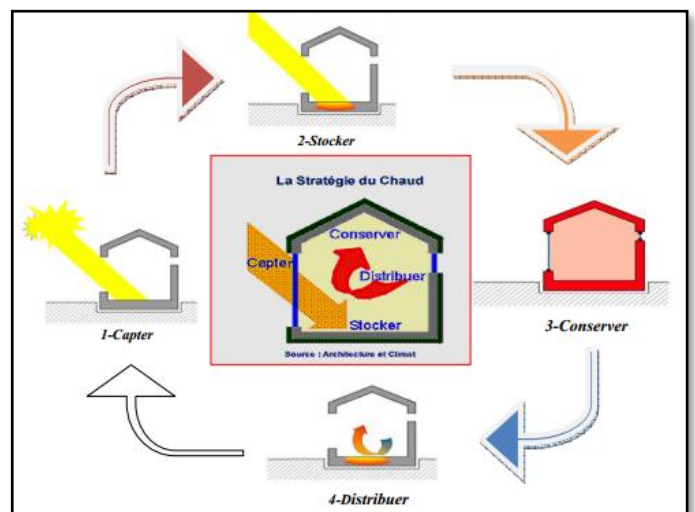 2-Stocker
La Stratégie du Chaud
Conserver
Capter
Distribuer
Stocker
Source : Architecture et Climat
1-Capter
3-Conserver
4-Distribuer